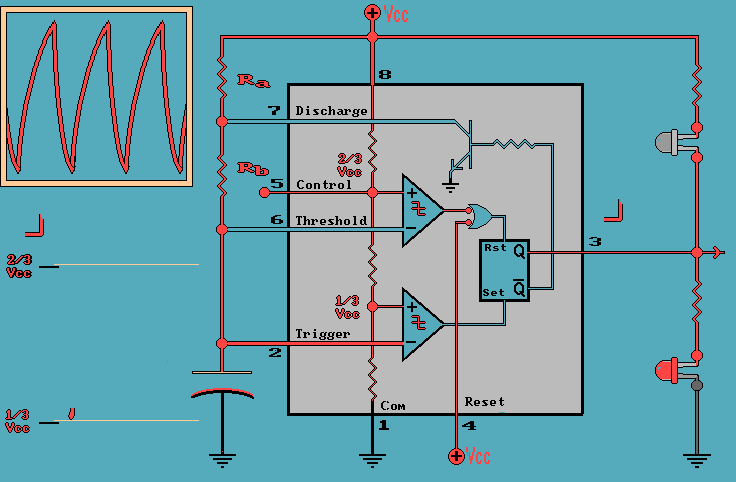 Vcc
8
Ra
7 Discharge
2/3
Vcc
Rb
5 Control
+
6 Threshold
-
3
Rst Q
2/3
Vcc
Set Q̅
1/3
Vcc
+
Trigger
-
2
1/3
Vcc
Com
Reset
1
4
+ Vcc